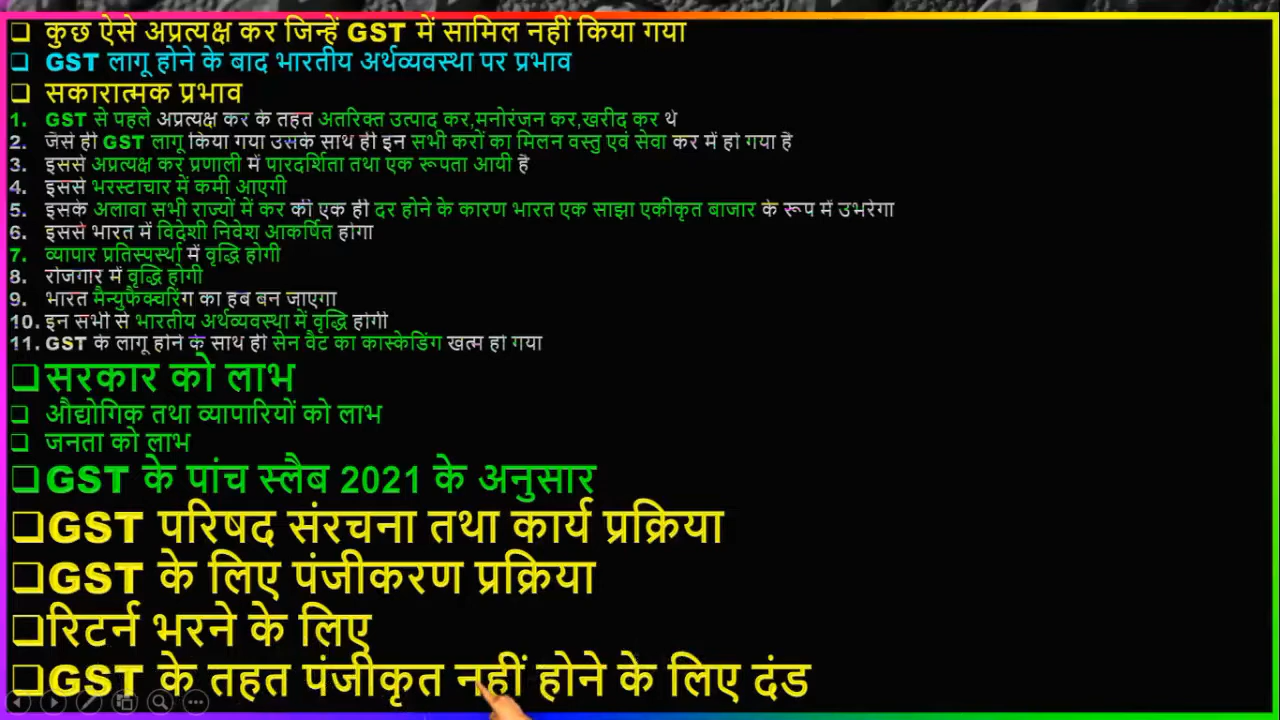 कुछ ऐसे अप्रत्यक्ष कर जिन्हें GST में सामिल नहीं किया गया
GST लागू होने के बाद भारतीय अर्थव्यवस्था पर प्रभाव
सकारात्मक प्रभाव
1. GST से पहले अप्रत्यक्ष कर के तहत अतरिक्त उत्पाद कर,मनोरंजन कर,खरीद कर थे
2. जैसे ही GST लागू किया गया उसके साथ ही इन सभी करों का मिलन वस्तु एवं सेवा कर में हो गया है
3. इससे अप्रत्यक्ष कर प्रणाली में पारदर्शिता तथा एक रूपता आयी है
4. इससे भरस्टाचार में कमी आएगी
5. इसके अलावा सभी राज्यों में कर की एक ही दर होने के कारण भारत एक साझा एकीकृत बाजार के रूप में उभरेगा
6. इससे भारत में विदेशी निवेश आकर्षित होगा
7. व्यापार प्रतिस्पर्स्था में वृद्धि होगी
8. रोजगार में वृद्धि होगी
9. भारत मैन्युफैक्चरिंग का हब बन जाएगा
10. इन सभी से भारतीय अर्थव्यवस्था में वृद्धि होगी
11. GST के लागू होने के साथ ही सेन वैट का कास्केडिंग खत्म हो गया
सरकार को लाभ
औद्योगिक तथा व्यापारियों को लाभ
जनता को लाभ
GST के पांच स्लैब 2021 के अनुसार
GST परिषद संरचना तथा कार्य प्रक्रिया
GST के लिए पंजीकरण प्रक्रिया
रिटर्न भरने के लिए
GST के तहत पंजीकृत नहीं होने के लिए दंड